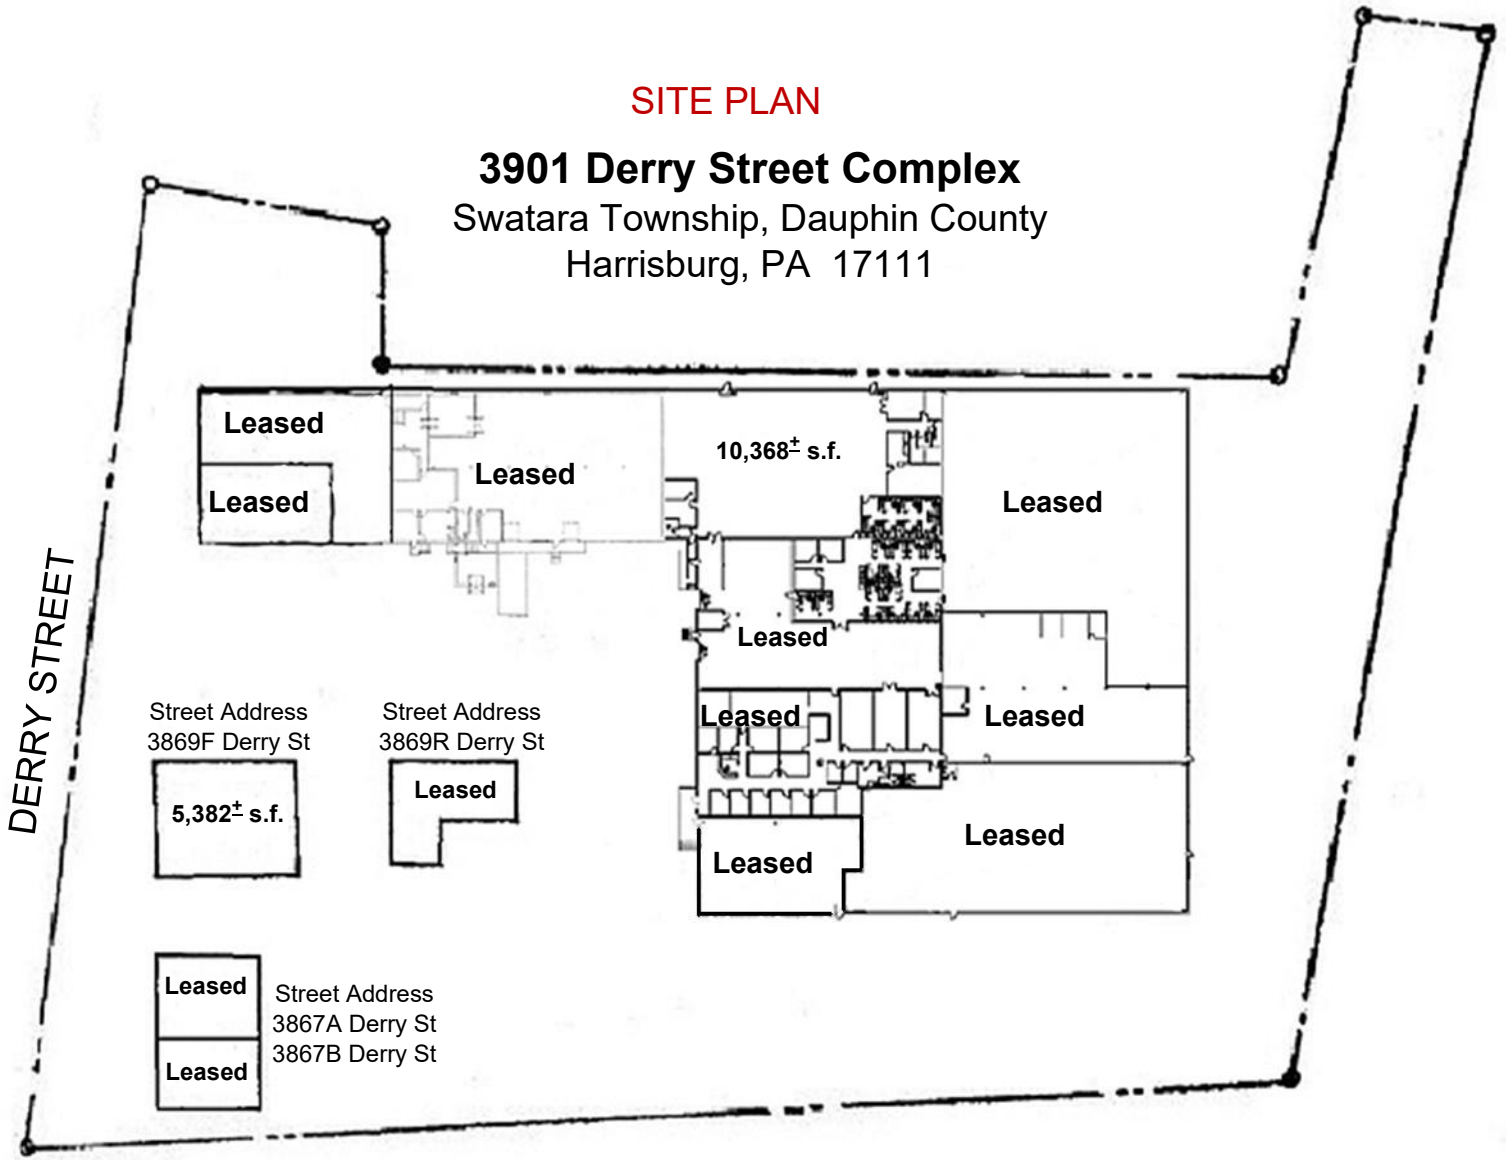 SITE PLAN
3901 Derry Street Complex
Swatara Township, Dauphin County
Harrisburg, PA 17111
Leased
Leased
Leased
10,368± s.f.
Leased
Leased
Leased
Leased
Leased
Leased
DERRY STREET
Street Address
3869F Derry St
5,382± s.f.
Street Address
3869R Derry St
Leased
Leased
Leased
Street Address
3867A Derry St
3867B Derry St